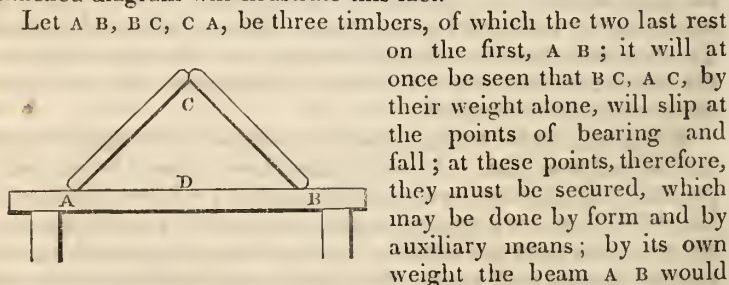 Let A B, B C, C A, be three timbers, of which the two last rest
on the first, A B ; it will at
once be seen that B C, A C, by
their weight alone, will slip at
the points of bearing and
fall ; at these points, therefore,
they must be secured, which
may be done by form and by
auxiliary means ; by its own
weight the beam A B would
C
D
A
B